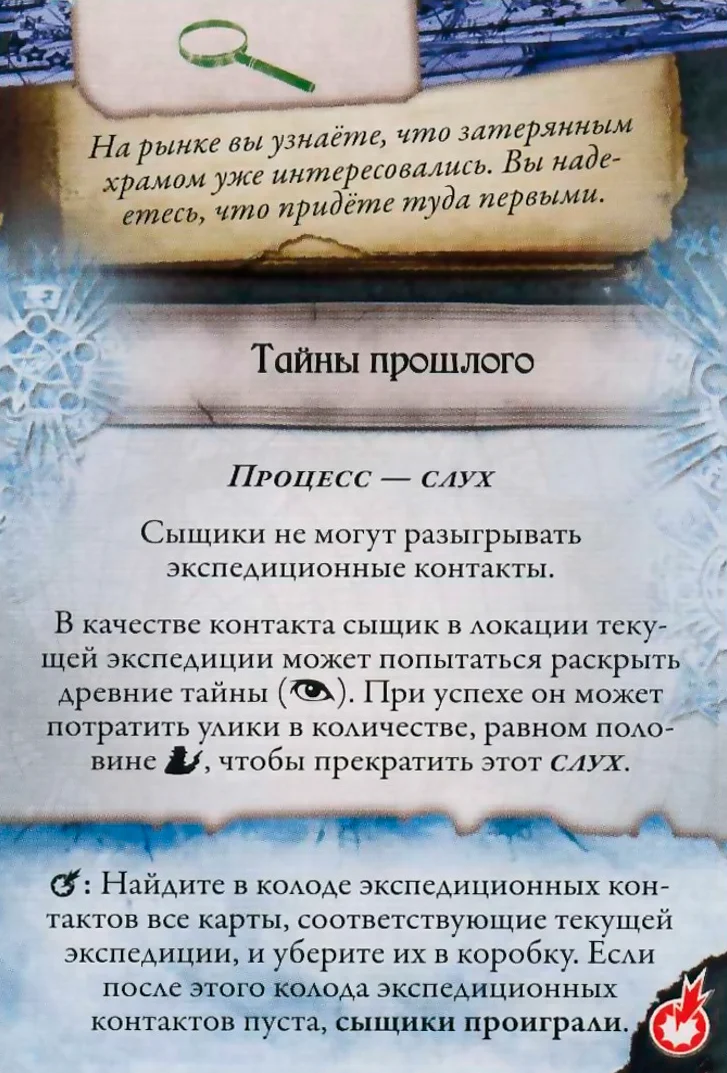 На рынке вы узнаёте, что затерянным
храмом уже интересовались. Вы наде-
етесь, что придёте туда первыми.
Тайны прошлого
Процесс — слух
Сыщики не могут разыгрывать
экспедиционные контакты.
В качестве контакта сыщик в локации теку-
щей экспедиции может попытаться раскрыть
древние тайны ( ). При успехе он может
потратить улики в количестве, равном поло-
вине , чтобы прекратить этот слух.
: Найдите в колоде экспедиционных кон-
тактов все карты, соответствующие текущей
экспедиции, и уберите их в коробку. Если
после этого колода экспедиционных
контактов пуста, сыщики проиграли.